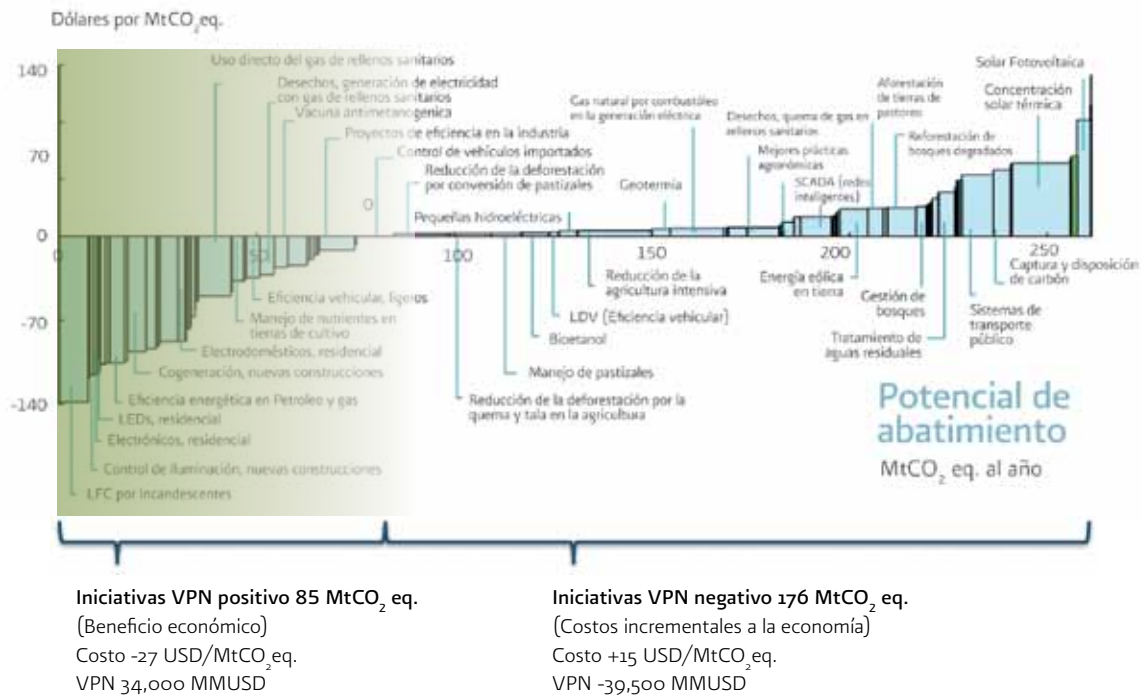 Dólares por MtCO₂eq.
140
70
0
-70
-140
0
50
100
150
200
250
0
Uso directo del gas de rellenos sanitarios
Desechos, generación de electricidad
con gas de rellenos sanitarios
Vacuna antimetanogenica
Proyectos de eficiencia en la industria
Control de vehículos importados
Reducción de la deforestación
por conversión de pastizales
Pequeñas hidroeléctricas
Geotermia
Gas natural por combustóleo
en la generación eléctrica
Desechos, quema de gas en
rellenos sanitarios
Mejores prácticas
agronómicas
SCADA (redes
inteligentes)
Aforestación
de tierras de
pastoreo
Reforestación de
bosques degradados
Solar Fotovoltaica
Concentración
solar térmica
Eficiencia vehicular, ligeros
Manejo de nutrientes en
tierras de cultivo
Electrodomésticos, residencial
Cogeneración, nuevas construcciones
Eficiencia energética en Petroleo y gas
LEDs, residencial
Electrónicos, residencial
Control de iluminación, nuevas construcciones
LFC por incandescentes
Reducción de la
agricultura intensiva
LDV (Eficiencia vehicular)
Bioetanol
Manejo de pastizales
Reducción de la deforestación por la
quema y tala en la agricultura
Energía eólica
en tierra
Gestión de
bosques
Tratamiento de
aguas residuales
Captura y disposición
de carbón
Sistemas de
transporte
público
Potencial de
abatimiento
MtCO₂ eq. al año
Iniciativas VPN positivo 85 MtCO₂ eq.
(Beneficio económico)
Costo -27 USD/MtCO₂eq.
VPN 34,000 MMUSD
Iniciativas VPN negativo 176 MtCO₂ eq.
(Costos incrementales a la economía)
Costo +15 USD/MtCO₂eq.
VPN -39,500 MMUSD